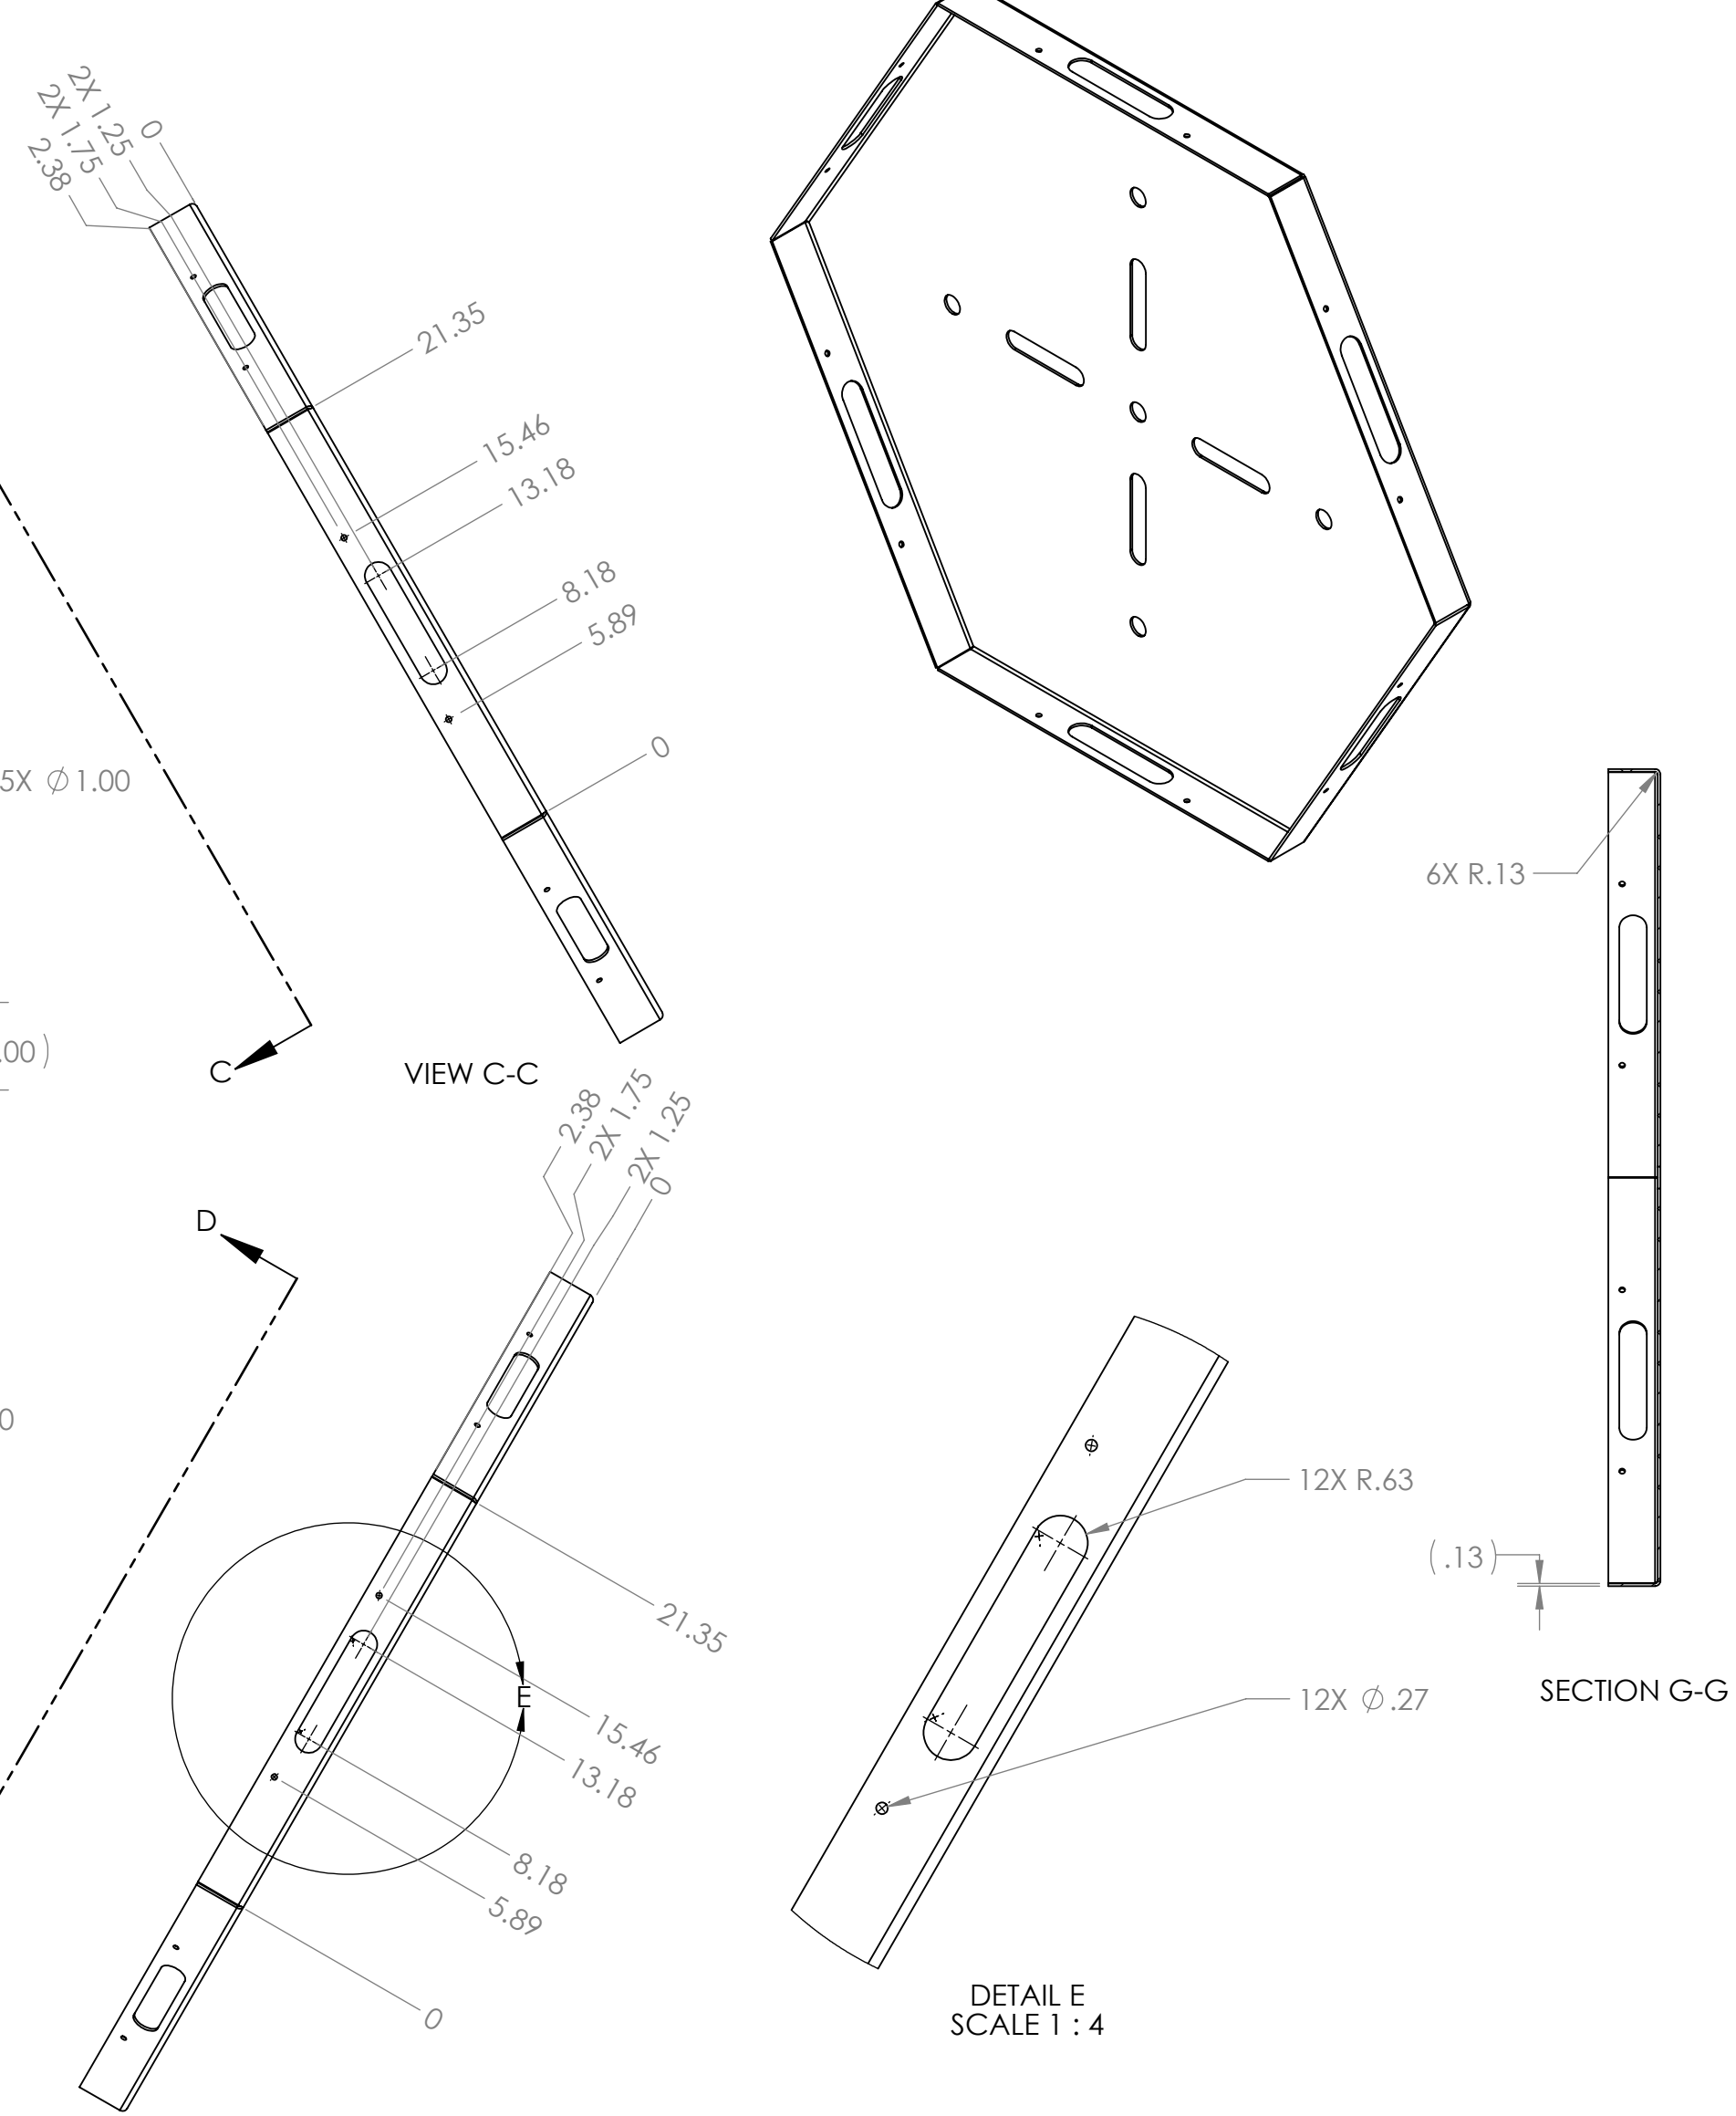 0
2X 1.25
2X 1.75
2.38
21.35
15.46
13.18
8.18
5.89
0
5X ∅1.00
.00)
C
VIEW C-C
6X R.13
2.38
2X 1.75
2X 1.25
0
D
0
21.35
E
15.46
13.18
8.18
5.89
0
12X R.63
12X ∅.27
DETAIL E
SCALE 1 : 4
(.13)
SECTION G-G